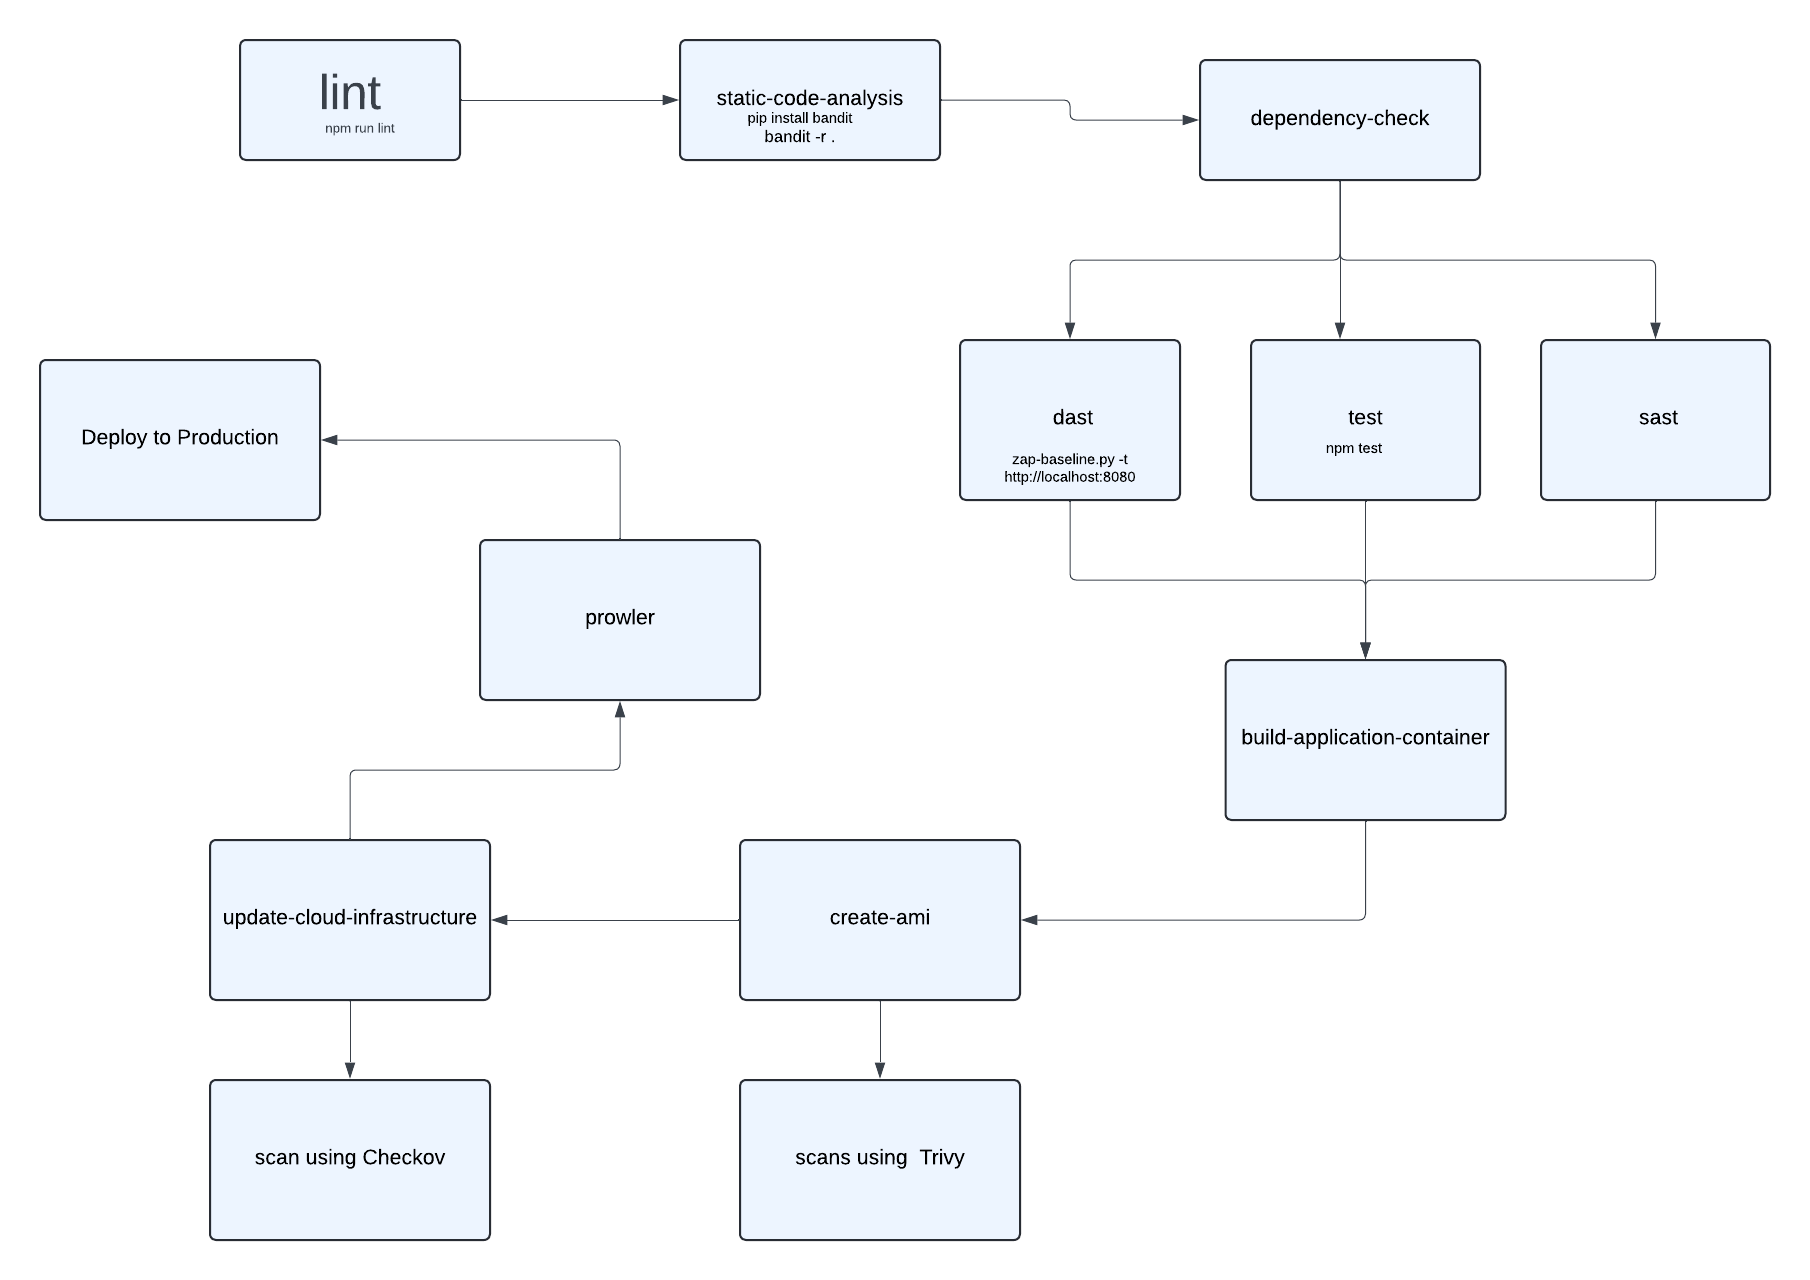 lint
npm run lint
static-code-analysis
pip install bandit
bandit -r .
dependency-check
dast
zap-baseline.py -t
http://localhost:8080
test
npm test
sast
Deploy to Production
prowler
build-application-container
update-cloud-infrastructure
create-ami
scan using Checkov
scans using  Trivy